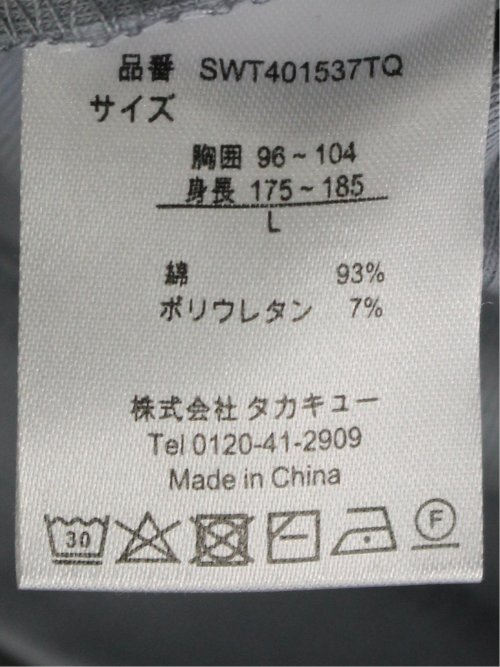 品番 SWT401537TQ
サイズ
胸囲 96~104
身長 175~185
L
綿 93%
ポリウレタン 7%
株式会社 タカキュー
Tel 0120-41-2909
Made in China
30 F